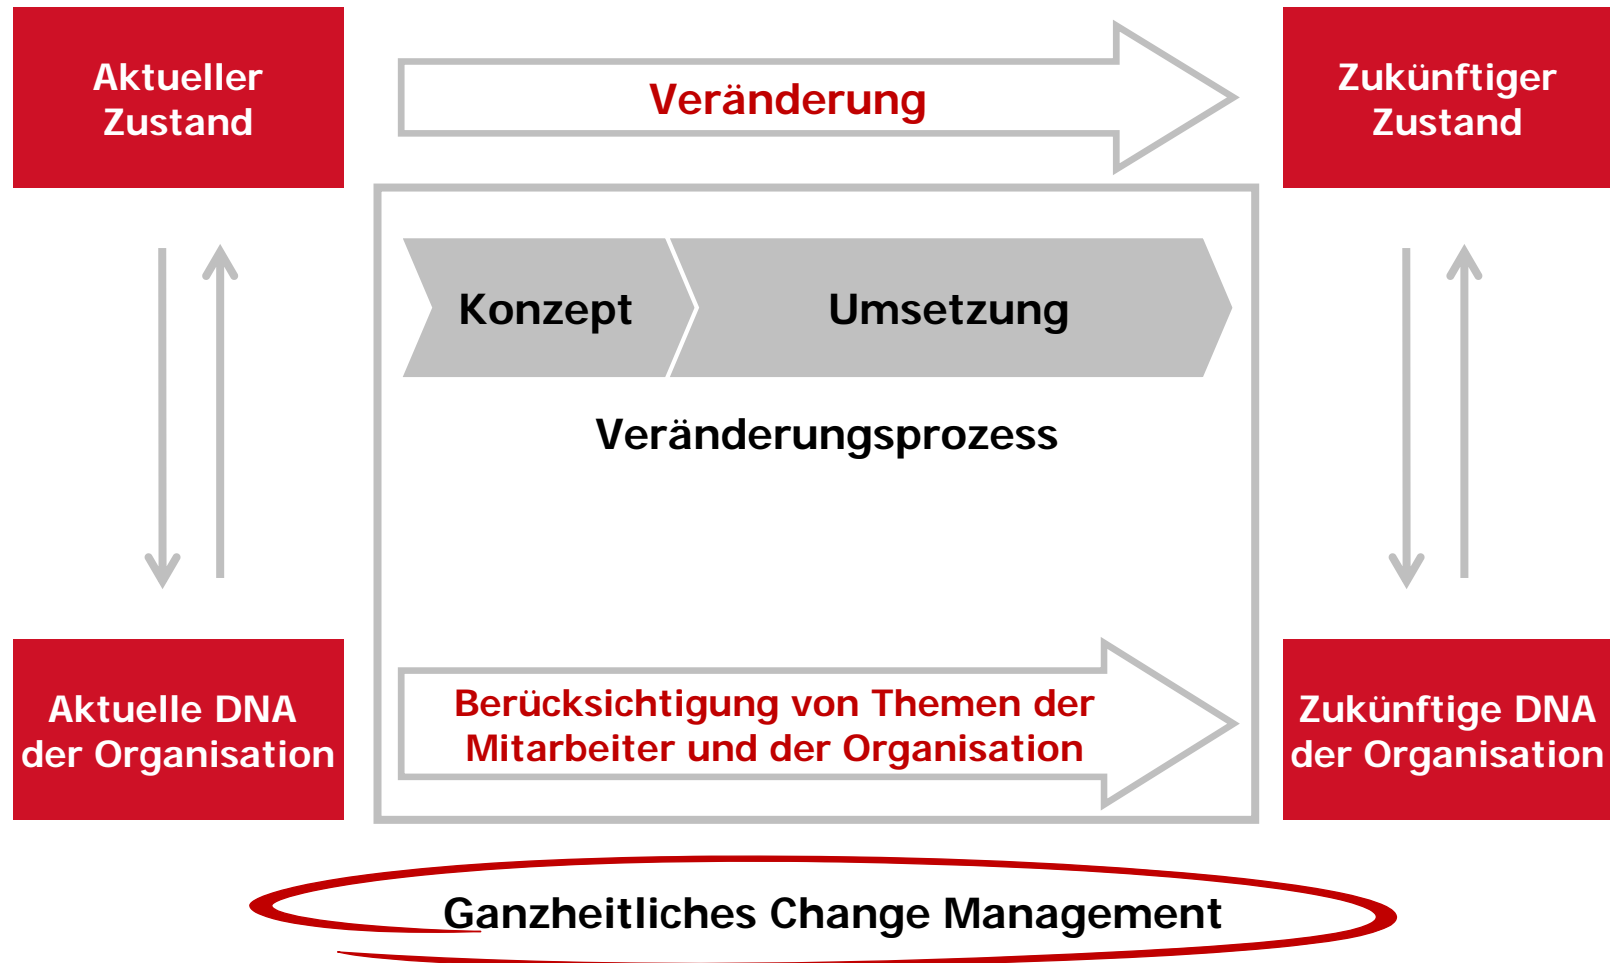 Aktueller
Zustand
Veränderung
Zukünftiger
Zustand
Konzept
Umsetzung
Veränderungsprozess
Aktuelle DNA
der Organisation
Berücksichtigung von Themen der
Mitarbeiter und der Organisation
Zukünftige DNA
der Organisation
Ganzheitliches Change Management